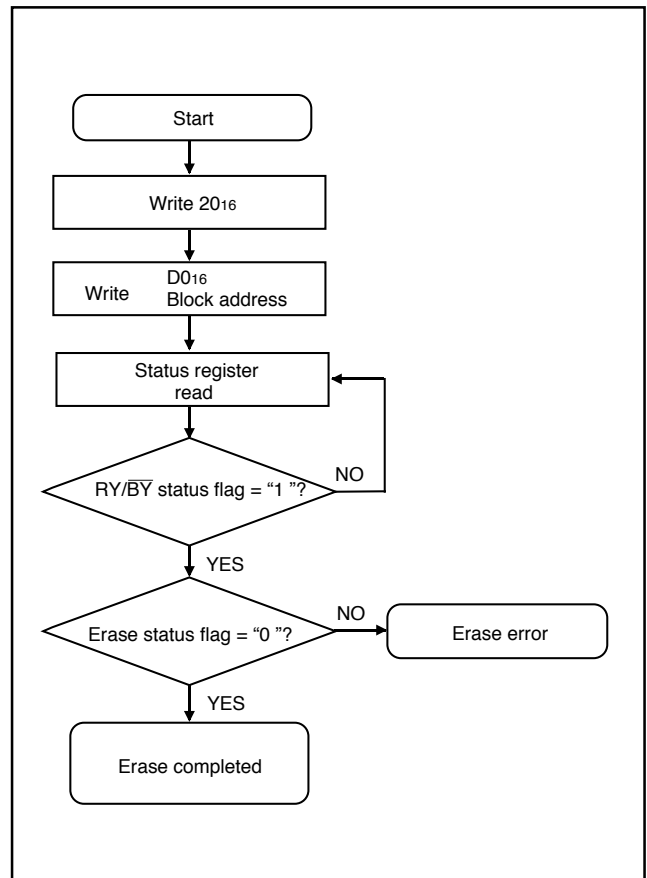 Start
Write 20₁₆
Write D0₁₆
Block address
Status register
read
RY/B̅Y̅ status flag = “1 ”?
NO
YES
Erase status flag = “0 ”?
NO
Erase error
YES
Erase completed